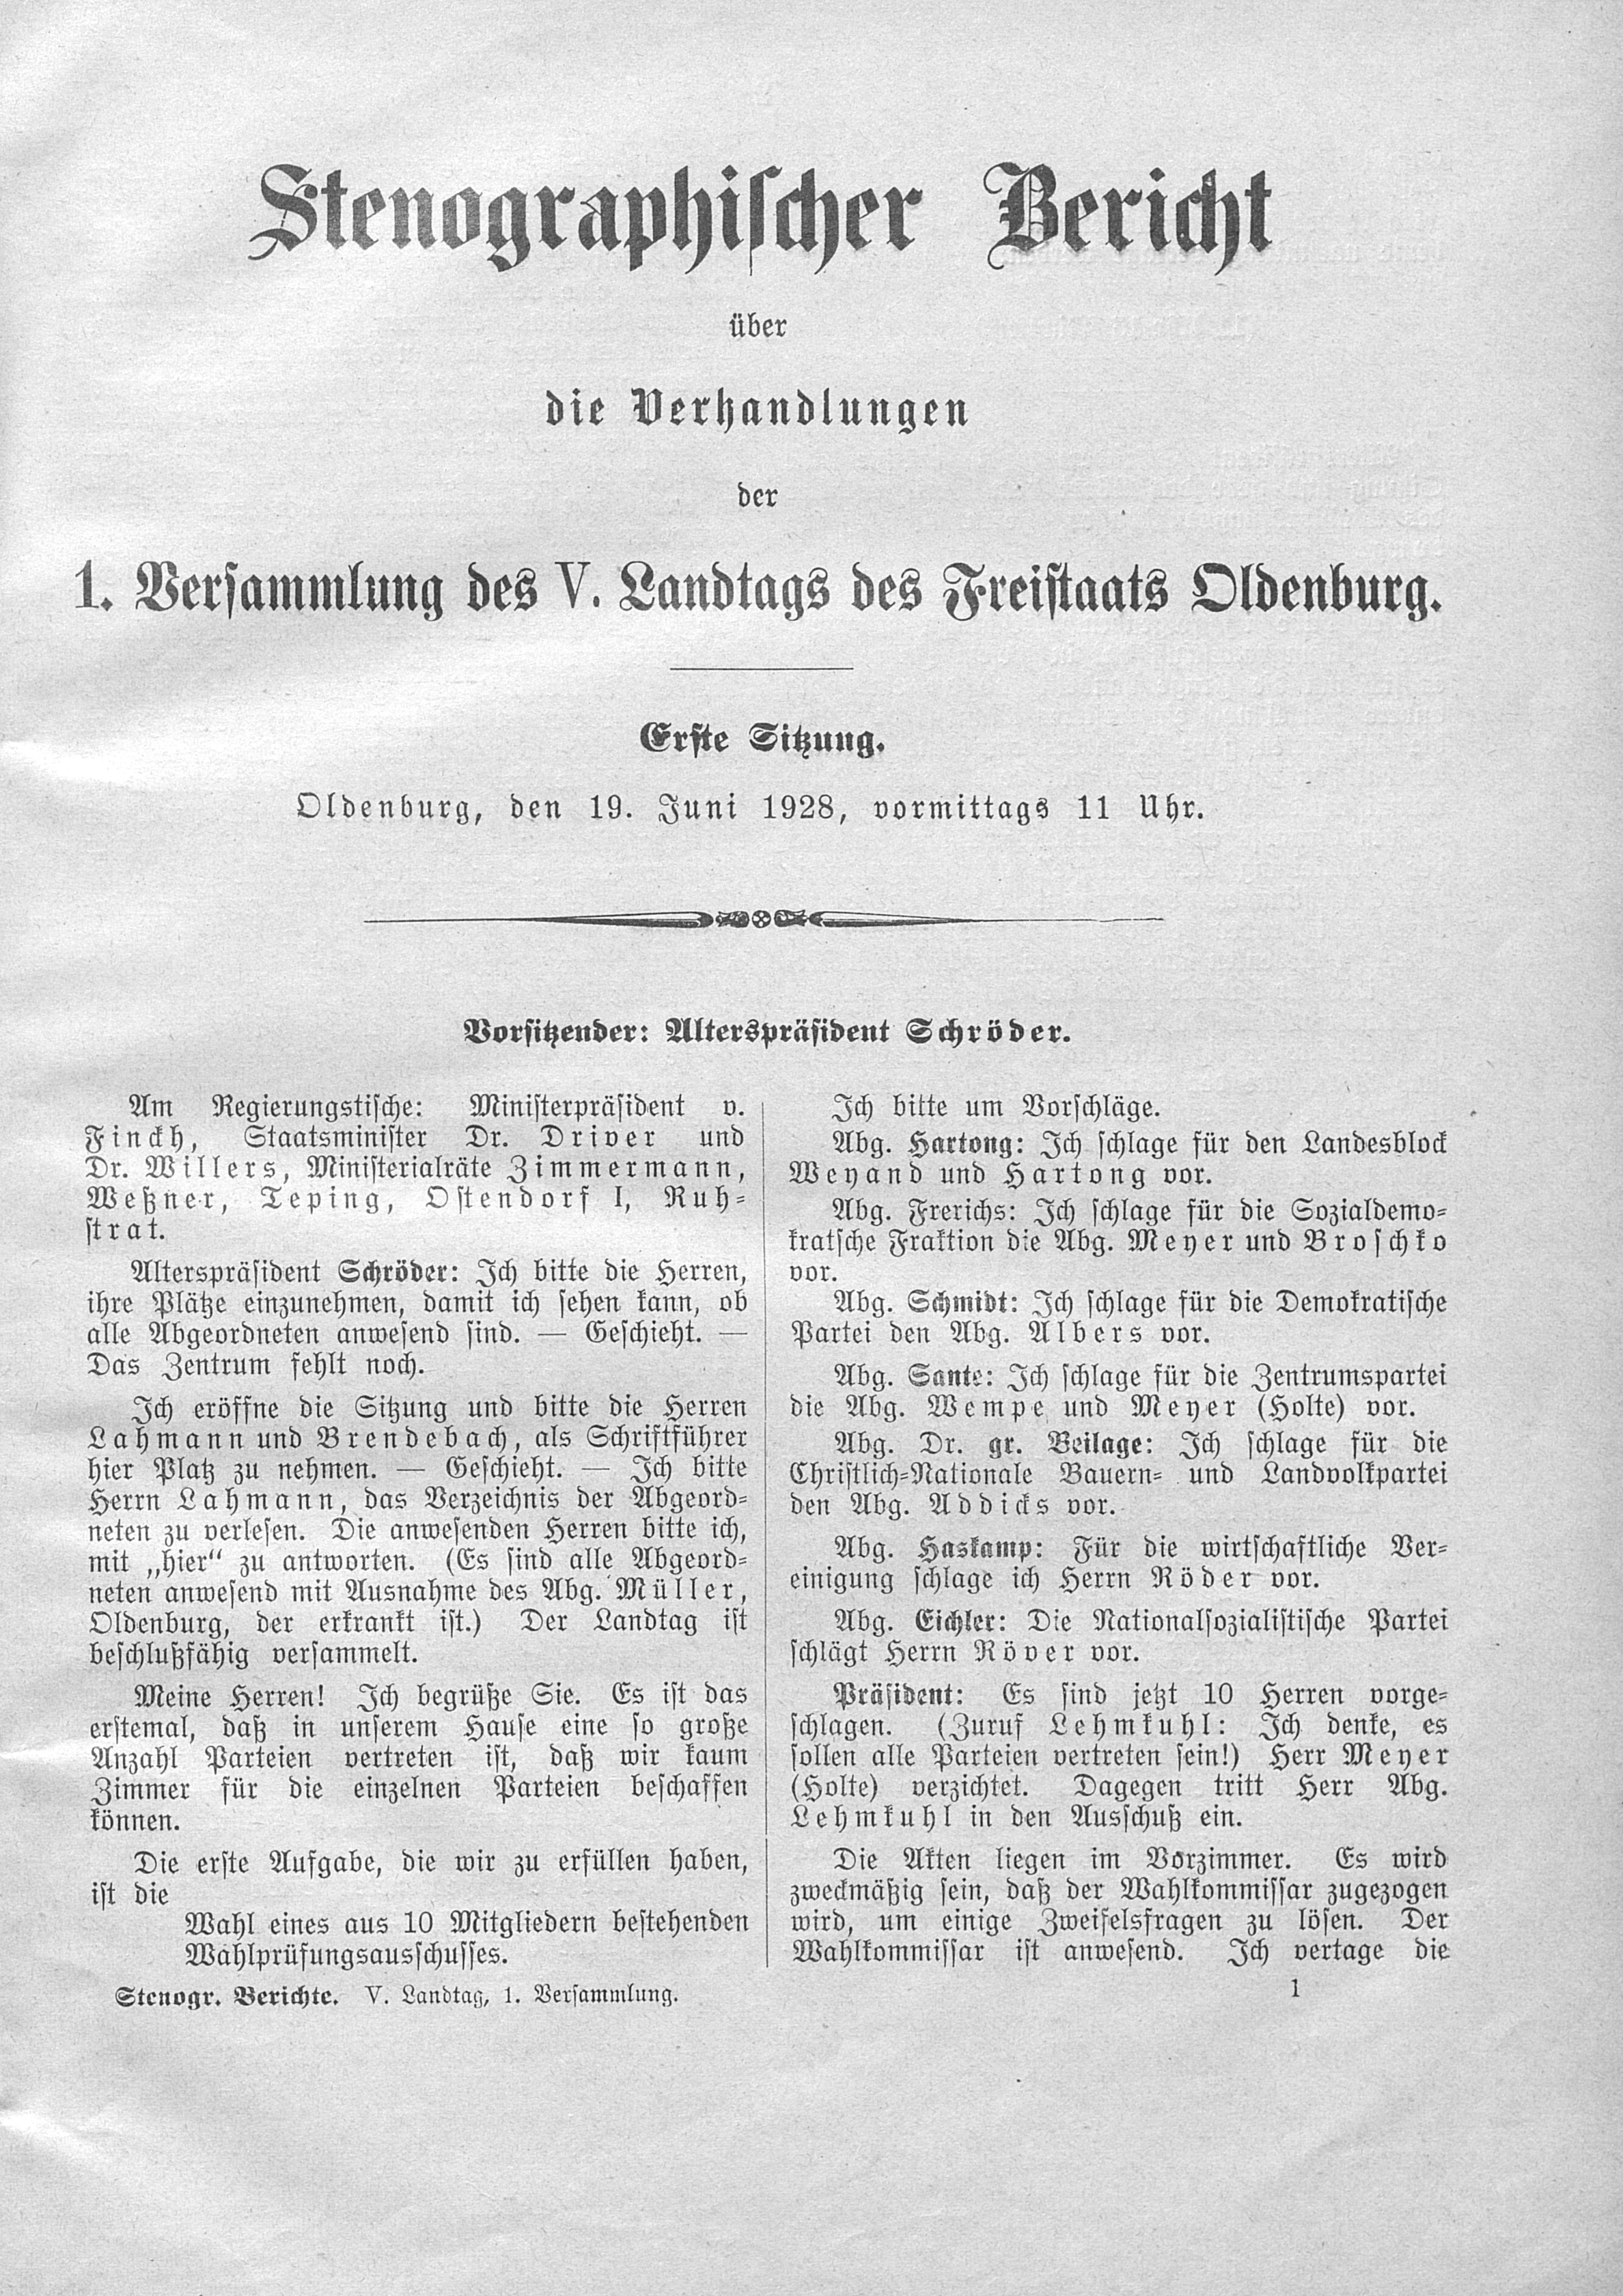 Stenographischer Bericht
über
die Verhandlungen
der
1. Versammlung des V. Landtags des Freistaats Oldenburg.
Erste Sitzung.
Oldenburg, den 19. Juni 1928, vormittags 11 Uhr.
Vorsitzender: Alterspräsident Schröder.
Am Regierungstische: Ministerpräsident v.
Finckh, Staatsminister Dr. Driver und
Dr. Willers, Ministerialräte Zimmermann,
Weßner, Teping, Ostendorf I, Ruh-
strat.
Alterspräsident Schröder: Ich bitte die Herren,
ihre Plätze einzunehmen, damit ich sehen kann, ob
alle Abgeordneten anwesend sind. — Geschieht. —
Das Zentrum fehlt noch.
Ich eröffne die Sitzung und bitte die Herren
Lahmann und Brendebach, als Schriftführer
hier Platz zu nehmen. — Geschieht. — Ich bitte
Herrn Lahmann, das Verzeichnis der Abgeord-
neten zu verlesen. Die anwesenden Herren bitte ich,
mit „hier“ zu antworten. (Es sind alle Abgeord-
neten anwesend mit Ausnahme des Abg. Müller,
Oldenburg, der erkrankt ist.) Der Landtag ist
beschlußfähig versammelt.
Meine Herren! Ich begrüße Sie. Es ist das
erstemal, daß in unserem Hause eine so große
Anzahl Parteien vertreten ist, daß wir kaum
Zimmer für die einzelnen Parteien beschaffen
können.
Die erste Aufgabe, die wir zu erfüllen haben,
ist die
Wahl eines aus 10 Mitgliedern bestehenden
Wahlprüfungsausschusses.
Stenogr. Berichte. V. Landtag, 1. Versammlung.
Ich bitte um Vorschläge.
Abg. Hartong: Ich schlage für den Landesblock
Weyand und Hartong vor.
Abg. Frerichs: Ich schlage für die Sozialdemo-
kratsche Fraktion die Abg. Meyer und Broschko
vor.
Abg. Schmidt: Ich schlage für die Demokratische
Partei den Abg. Albers vor.
Abg. Sante: Ich schlage für die Zentrumspartei
die Abg. Wempe und Meyer (Holte) vor.
Abg. Dr. gr. Beilage: Ich schlage für die
Christlich-Nationale Bauern- und Landvolkpartei
den Abg. Addicks vor.
Abg. Haskamp: Für die wirtschaftliche Ver-
einigung schlage ich Herrn Röder vor.
Abg. Eichler: Die Nationalsozialistische Partei
schlägt Herrn Röver vor.
Präsident: Es sind jetzt 10 Herren vorge-
schlagen. (Zuruf Lehmkuhl: Ich denke, es
sollen alle Parteien vertreten sein!) Herr Meyer
(Holte) verzichtet. Dagegen tritt Herr Abg.
Lehmkuhl in den Ausschuß ein.
Die Akten liegen im Vorzimmer. Es wird
zweckmäßig sein, daß der Wahlkommissar zugezogen
wird, um einige Zweifelsfragen zu lösen. Der
Wahlkommissar ist anwesend. Ich vertage die
1